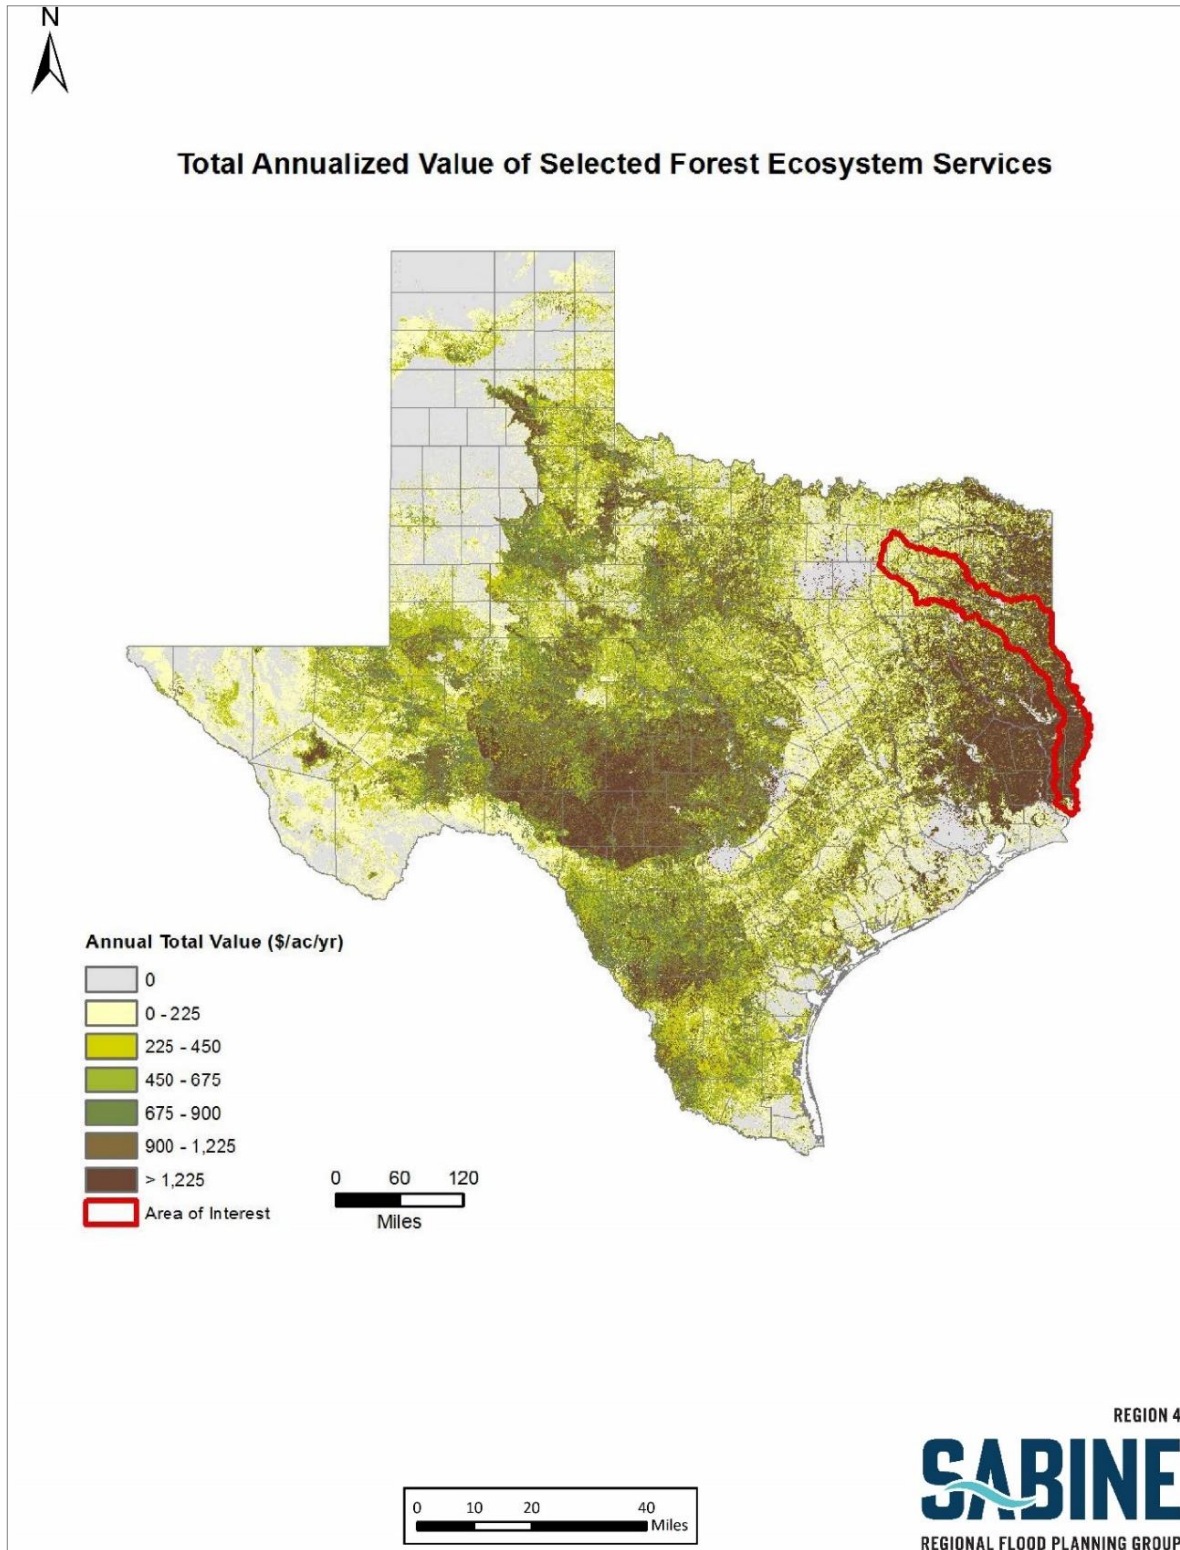 N
Total Annualized Value of Selected Forest Ecosystem Services
Annual Total Value ($/ac/yr)
0
0 - 225
225 - 450
450 - 675
675 - 900
900 - 1,225
> 1,225
Area of Interest
0 60 120
Miles
0 10 20 40
Miles
REGION 4
SABINE
REGIONAL FLOOD PLANNING GROUP